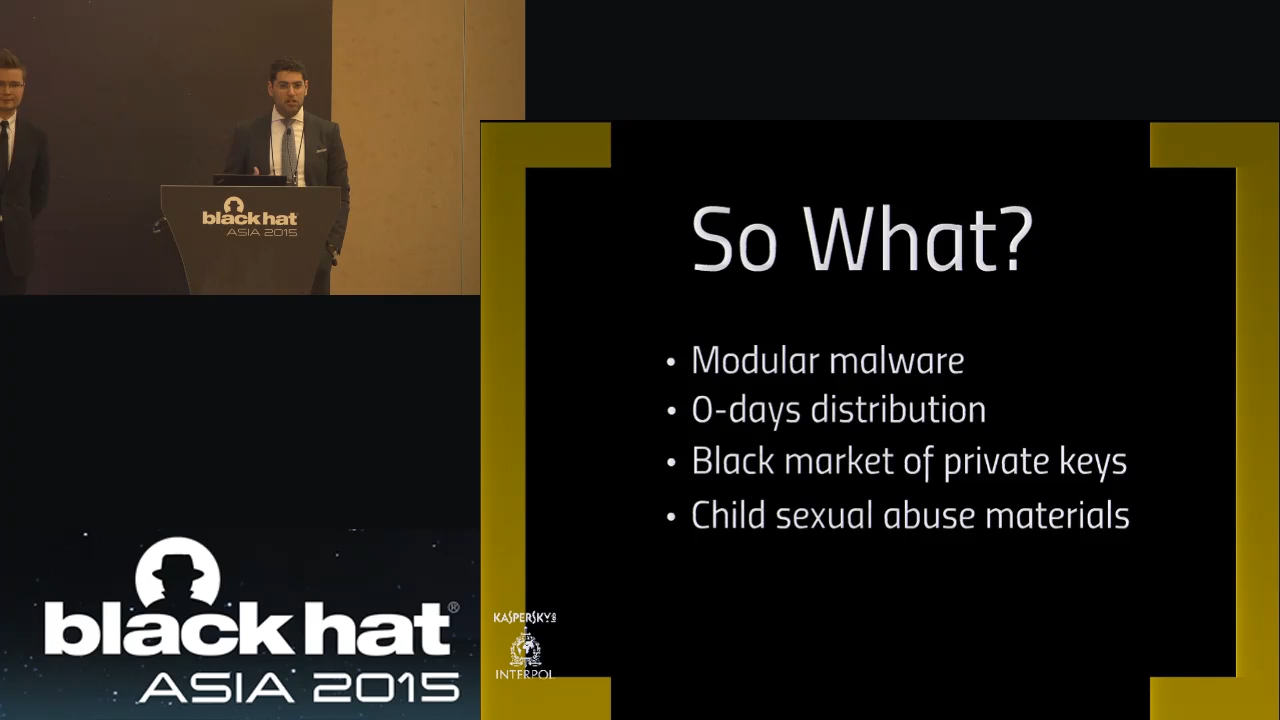 black hat
ASIA 2015
So What?
• Modular malware
• 0-days distribution
• Black market of private keys
• Child sexual abuse materials
KASPERSKY
INTERPOL
black hat®
ASIA 2015